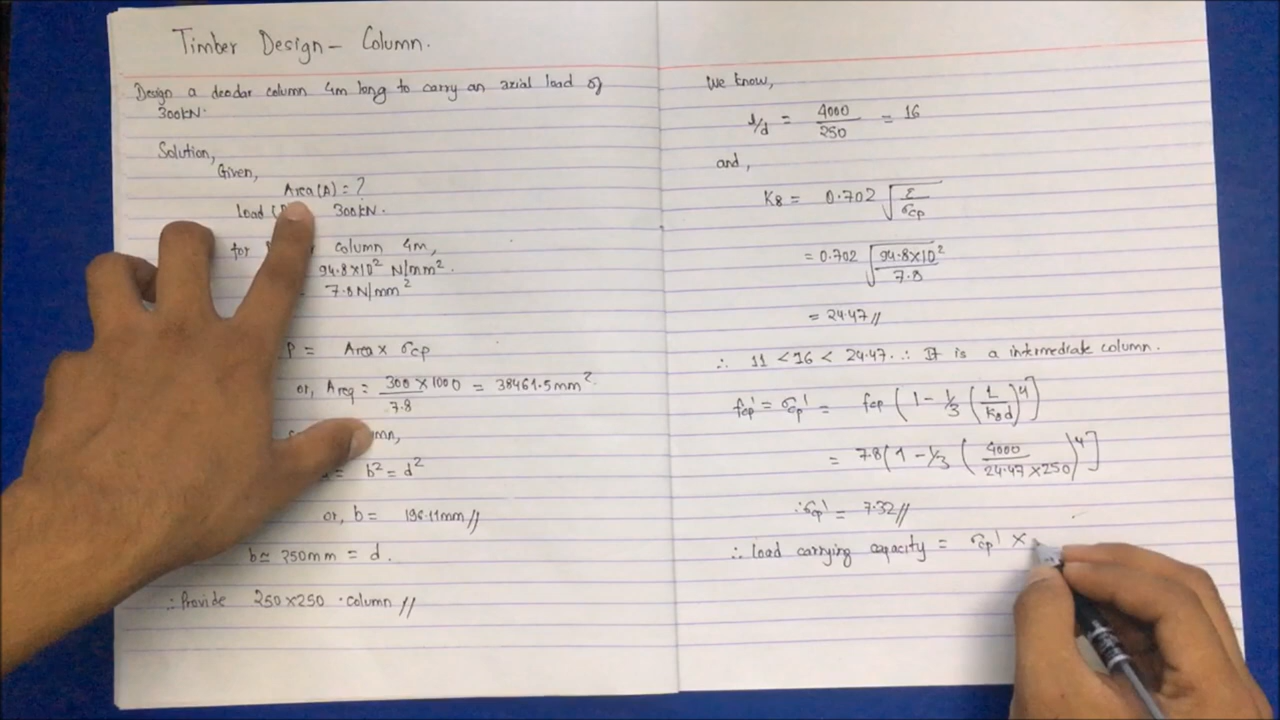 Timber Design - Column.
Design a deodar column 4m long to carry an axial load of
300kN.
Solution,
Given,
Area (A) = ?
Load 300kN.
for column 4m,
94.8×10² N/mm².
7.8 N/mm²
P = Area × σcp
or, Areq = 300 × 1000 / 7.8 = 38461.5mm².
b² = d²
or, b = 196.11mm //
b ≃ 250mm = d.
∴ Provide 250×250 column //
We know,
l/d = 4000 / 250 = 16
and,
K8 = 0.702 √(E / σcp)
= 0.702 √(94.8×10² / 7.8)
= 24.47 //
∴ 11 < 16 < 24.47 ∴ It is a intermediate column.
fcp' = σcp' = fcp (1 - 1/3 (l / k8d)⁴]
= 7.8 (1 - 1/3 (4000 / 24.47 × 250)⁴]
∴ σcp' = 7.32 //
∴ Load carrying capacity = σcp' ×